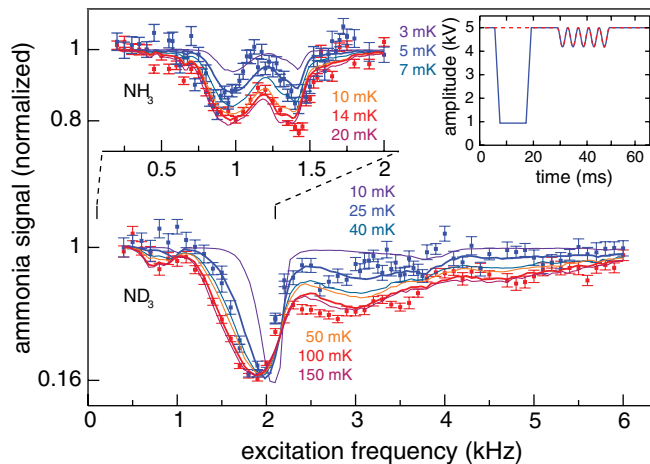 ammonia signal (normalized)
1
0.8
NH3
3 mK
5 mK
7 mK
10 mK
14 mK
20 mK
0.5
1.0
1.5
2
amplitude (kV)
5
4
3
2
1
0
0
20
40
60
time (ms)
1
0.16
ND3
10 mK
25 mK
40 mK
50 mK
100 mK
150 mK
0
1
2
3
4
5
6
excitation frequency (kHz)